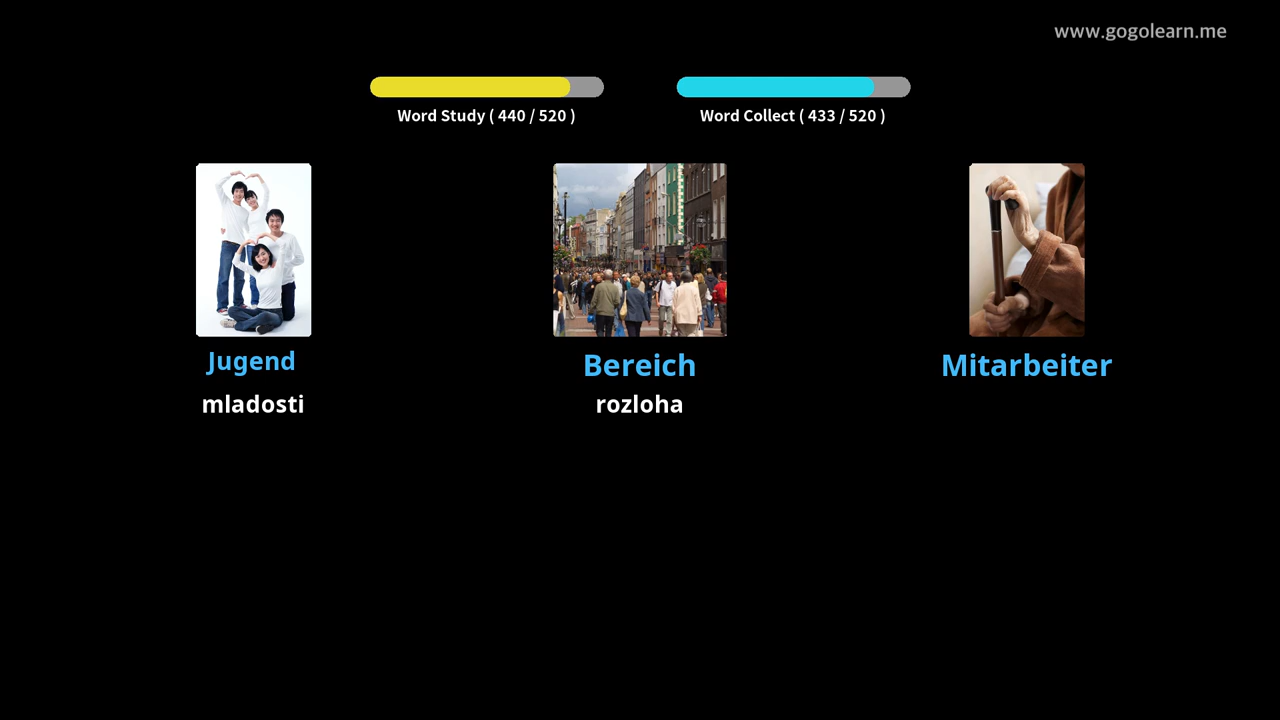 www.gogolearn.me
Word Study ( 440 / 520 )
Word Collect ( 433 / 520 )
Jugend
Bereich
Mitarbeiter
mladosti
rozloha